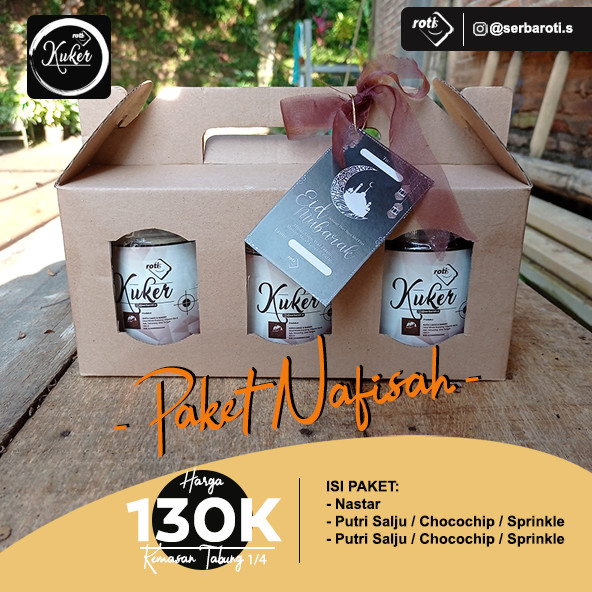 roti
Kuker
roti
@serbaroti.s
Eid
Mubarak
roti
Kuker
roti
Kuker
roti
Kuker
- Paket Nafisah -
Harga
130K
Kemasan Tabung 1/4
ISI PAKET:
- Nastar
- Putri Salju / Chocochip / Sprinkle
- Putri Salju / Chocochip / Sprinkle